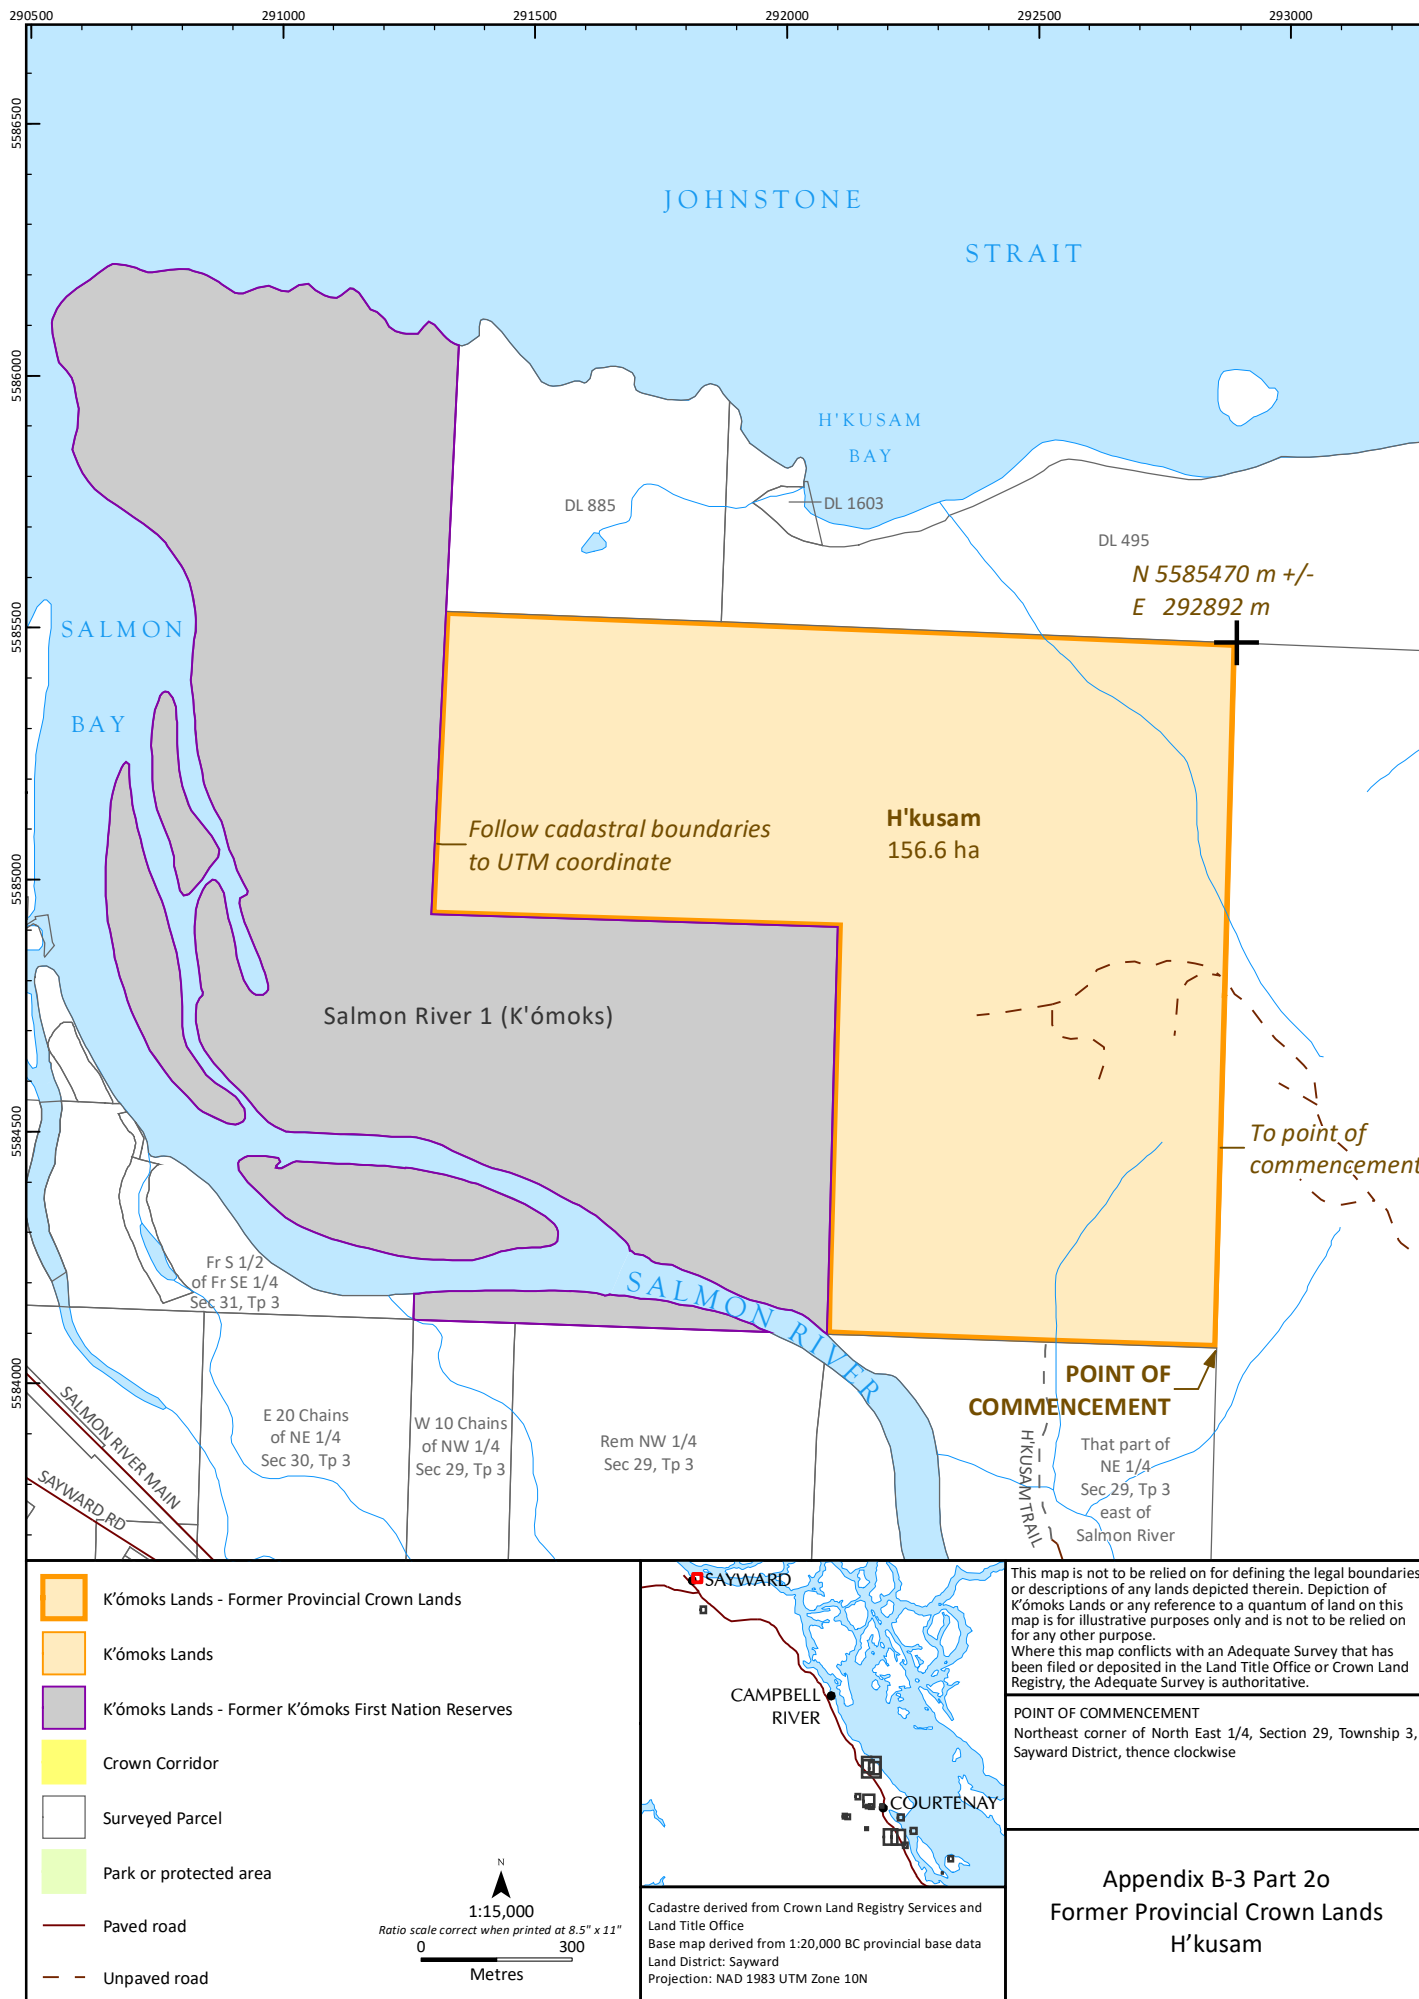 290500 291000 291500 292000 292500 293000
5586500
5586000
5585500
5585000
5584500
5584000
JOHNSTONE
STRAIT
H'KUSAM
BAY
DL 885
DL 1603
DL 495
N 5585470 m +/-
E 292892 m
SALMON
BAY
Follow cadastral boundaries
to UTM coordinate
H'kusam
156.6 ha
Salmon River 1 (K'ómoks)
To point of
commencement
Fr S 1/2
of Fr SE 1/4
Sec 31, Tp 3
SALMON RIVER
POINT OF
COMMENCEMENT
SALMON RIVER MAIN
SAYWARD RD
E 20 Chains
of NE 1/4
Sec 30, Tp 3
W 10 Chains
of NW 1/4
Sec 29, Tp 3
Rem NW 1/4
Sec 29, Tp 3
H'KUSAM TRAIL
That part of
NE 1/4
Sec 29, Tp 3
east of
Salmon River
K'ómoks Lands - Former Provincial Crown Lands
K'ómoks Lands
K'ómoks Lands - Former K'ómoks First Nation Reserves
Crown Corridor
Surveyed Parcel
Park or protected area
Paved road
Unpaved road
N
1:15,000
Ratio scale correct when printed at 8.5" x 11"
0 300
Metres
SAYWARD
CAMPBELL
RIVER
COURTENAY
Cadastre derived from Crown Land Registry Services and
Land Title Office
Base map derived from 1:20,000 BC provincial base data
Land District: Sayward
Projection: NAD 1983 UTM Zone 10N
This map is not to be relied on for defining the legal boundaries
or descriptions of any lands depicted therein. Depiction of
K'ómoks Lands or any reference to a quantum of land on this
map is for illustrative purposes only and is not to be relied on
for any other purpose.
Where this map conflicts with an Adequate Survey that has
been filed or deposited in the Land Title Office or Crown Land
Registry, the Adequate Survey is authoritative.
POINT OF COMMENCEMENT
Northeast corner of North East 1/4, Section 29, Township 3,
Sayward District, thence clockwise
Appendix B-3 Part 2o
Former Provincial Crown Lands
H'kusam